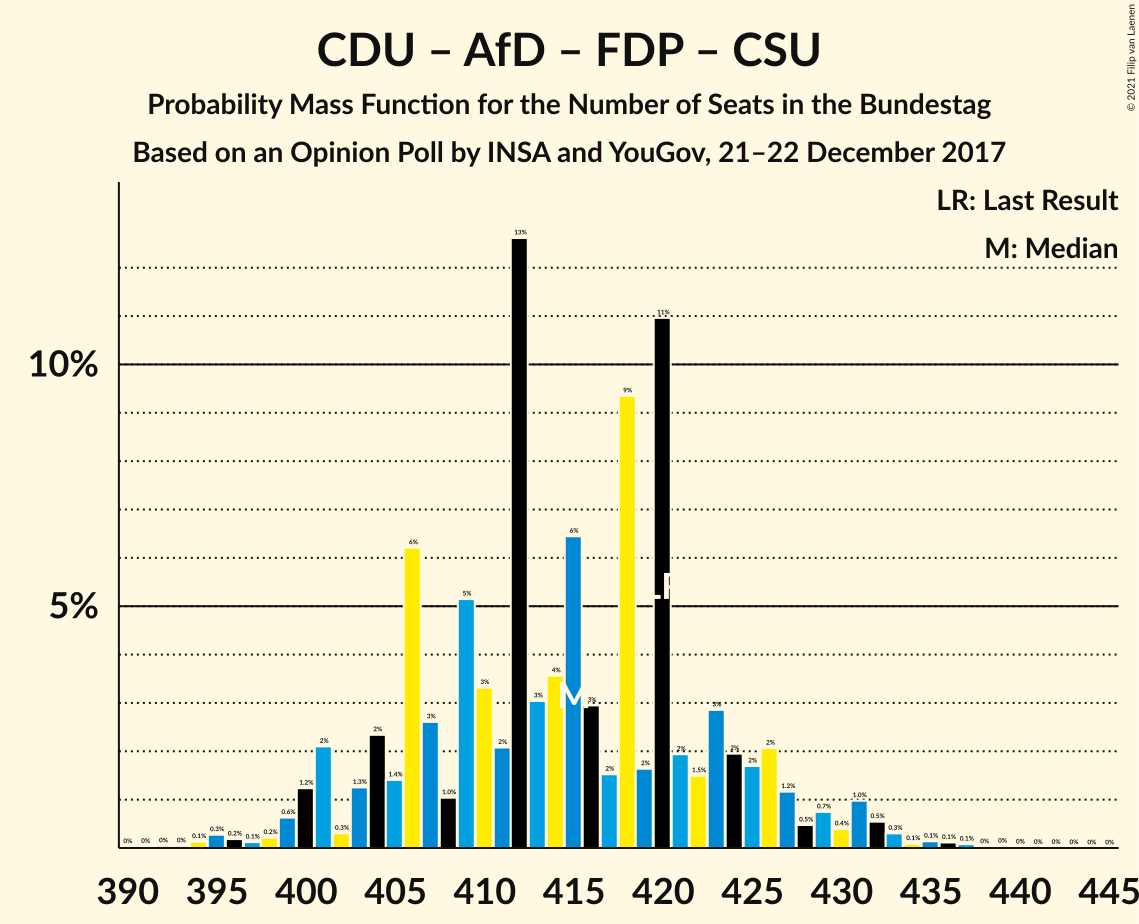 CDU – AfD – FDP – CSU
Probability Mass Function for the Number of Seats in the Bundestag
Based on an Opinion Poll by INSA and YouGov, 21–22 December 2017
© 2021 Filip van Laenen
LR: Last Result
M: Median
10%
5%
0% 0% 0% 0% 0.1% 0.3% 0.2% 0.1% 0.2% 0.6% 1.2% 2% 0.3% 1.3% 2% 1.4% 6% 3% 1.0% 5% 3% 2% 13% 3% 4% 6% 3% 2% 9% 2% 11% 2% 1.5% 3% 2% 2% 2% 1.2% 0.5% 0.7% 0.4% 1.0% 0.5% 0.3% 0.1% 0.1% 0.1% 0.1% 0% 0% 0% 0% 0% 0% 0% 0%
M
LR
390 395 400 405 410 415 420 425 430 435 440 445